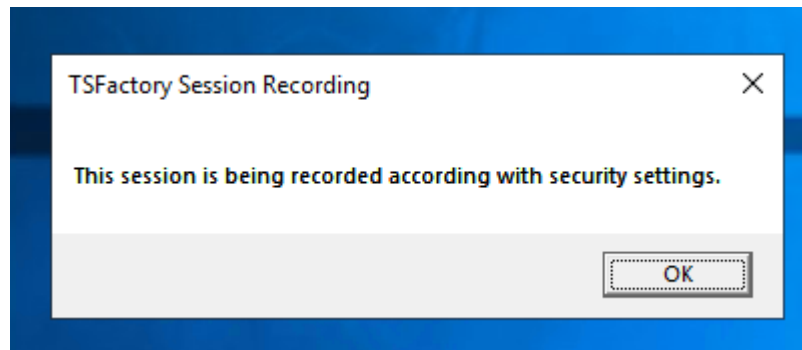 TSFactory Session Recording
This session is being recorded according with security settings.
OK